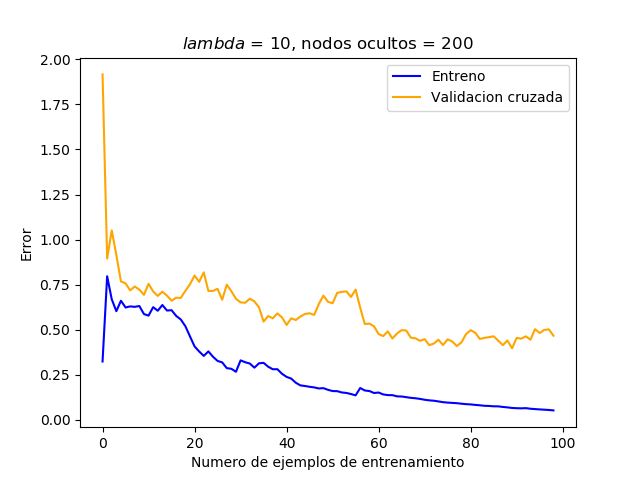 lambda = 10, nodos ocultos = 200
Entreno
Validacion cruzada
Error
2.00
1.75
1.50
1.25
1.00
0.75
0.50
0.25
0.00
0 20 40 60 80 100
Numero de ejemplos de entrenamiento